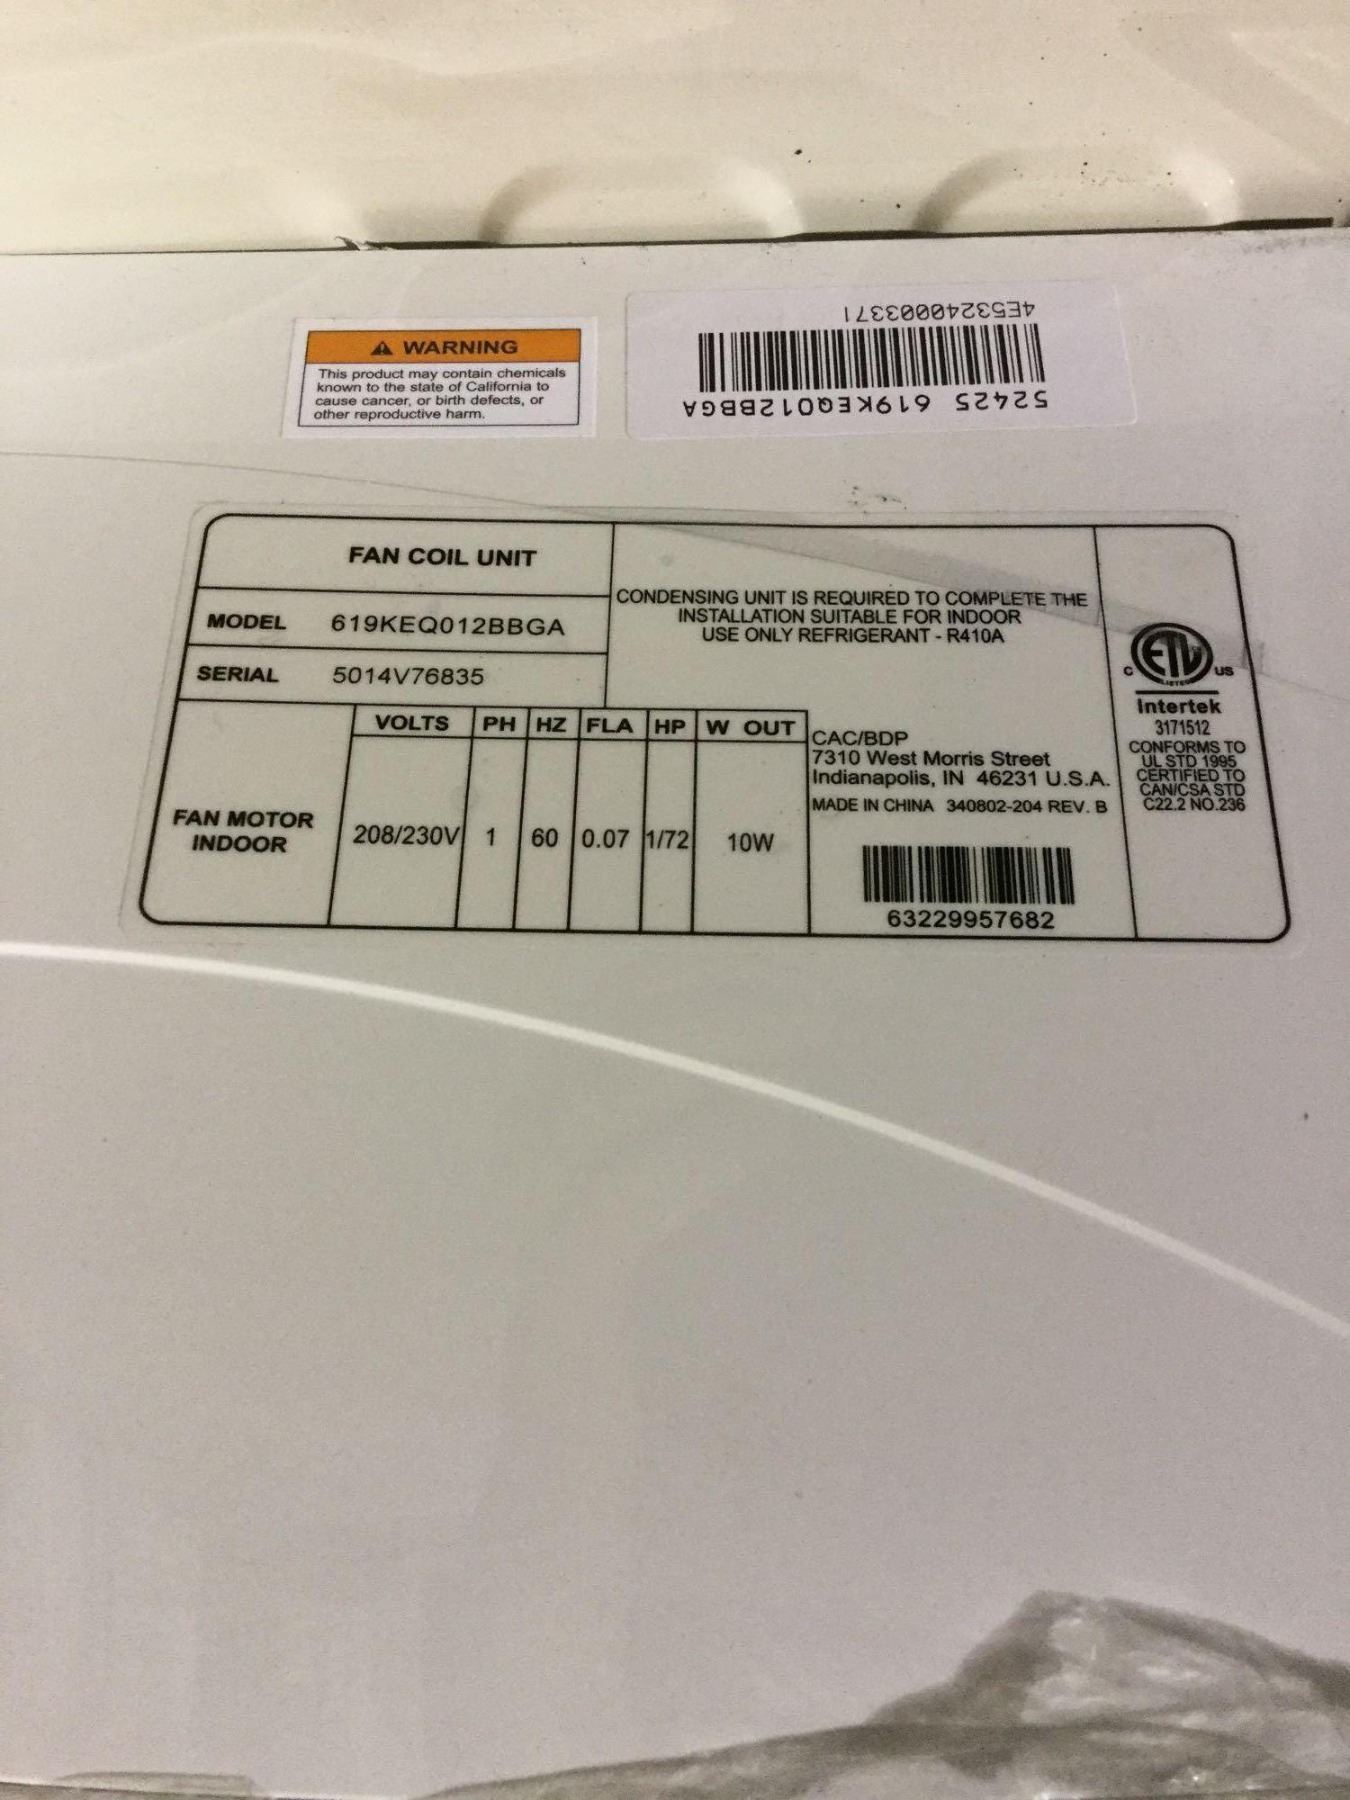 4E53240003371
52425 619KEQ012BBGA
WARNING
This product may contain chemicals
known to the state of California to
cause cancer, or birth defects, or
other reproductive harm.
FAN COIL UNIT
MODEL 619KEQ012BBGA
SERIAL 5014V76835
CONDENSING UNIT IS REQUIRED TO COMPLETE THE
INSTALLATION SUITABLE FOR INDOOR
USE ONLY REFRIGERANT - R410A
VOLTS PH HZ FLA HP W OUT
FAN MOTOR
INDOOR
208/230V 1 60 0.07 1/72 10W
CAC/BDP
7310 West Morris Street
Indianapolis, IN 46231 U.S.A.
MADE IN CHINA 340802-204 REV. B
63229957682
C ETL US
LISTED
Intertek
3171512
CONFORMS TO
UL STD 1995
CERTIFIED TO
CAN/CSA STD
C22.2 NO.236